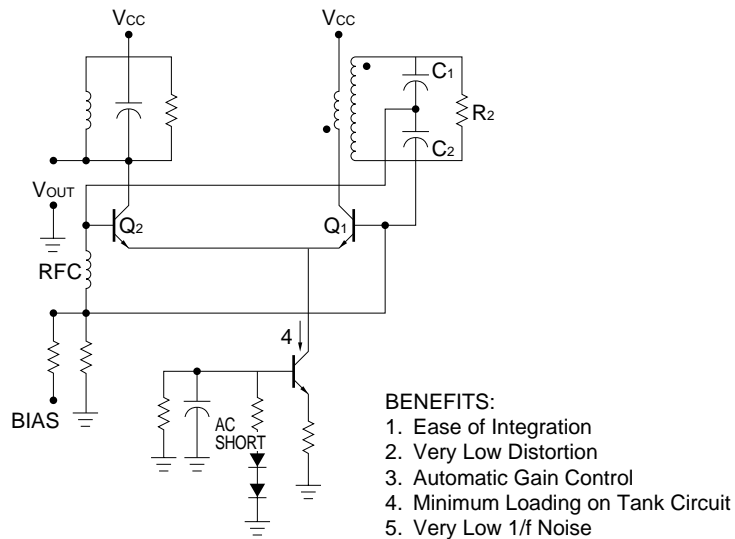 VCC
VCC
C1
R2
C2
VOUT
Q2
Q1
RFC
4
BIAS
AC
SHORT
BENEFITS:
1. Ease of Integration
2. Very Low Distortion
3. Automatic Gain Control
4. Minimum Loading on Tank Circuit
5. Very Low 1/f Noise